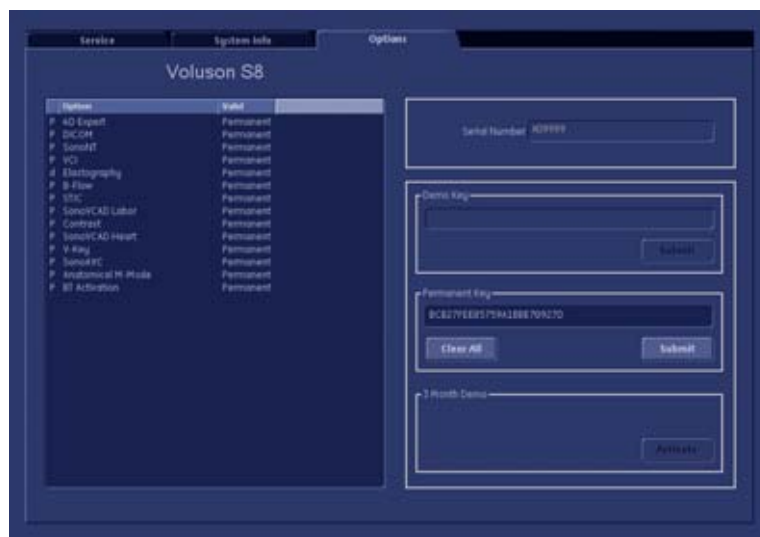 Service System Info Options
Voluson S8
Option Valid
P 4D Expert Permanent
P DICOM Permanent
P SonoNT Permanent
P VCI Permanent
d Elastography Permanent
P B-Flow Permanent
P STIC Permanent
P SonoVCAD Labor Permanent
P Contrast Permanent
P SonoVCAD Heart Permanent
P V-Key Permanent
P Permanent
P Anatomical M-Mode Permanent
P BT Activation Permanent
Serial Number
Demo Key
Submit
Permanent Key
Clear All Submit
3 Month Demo
Activate